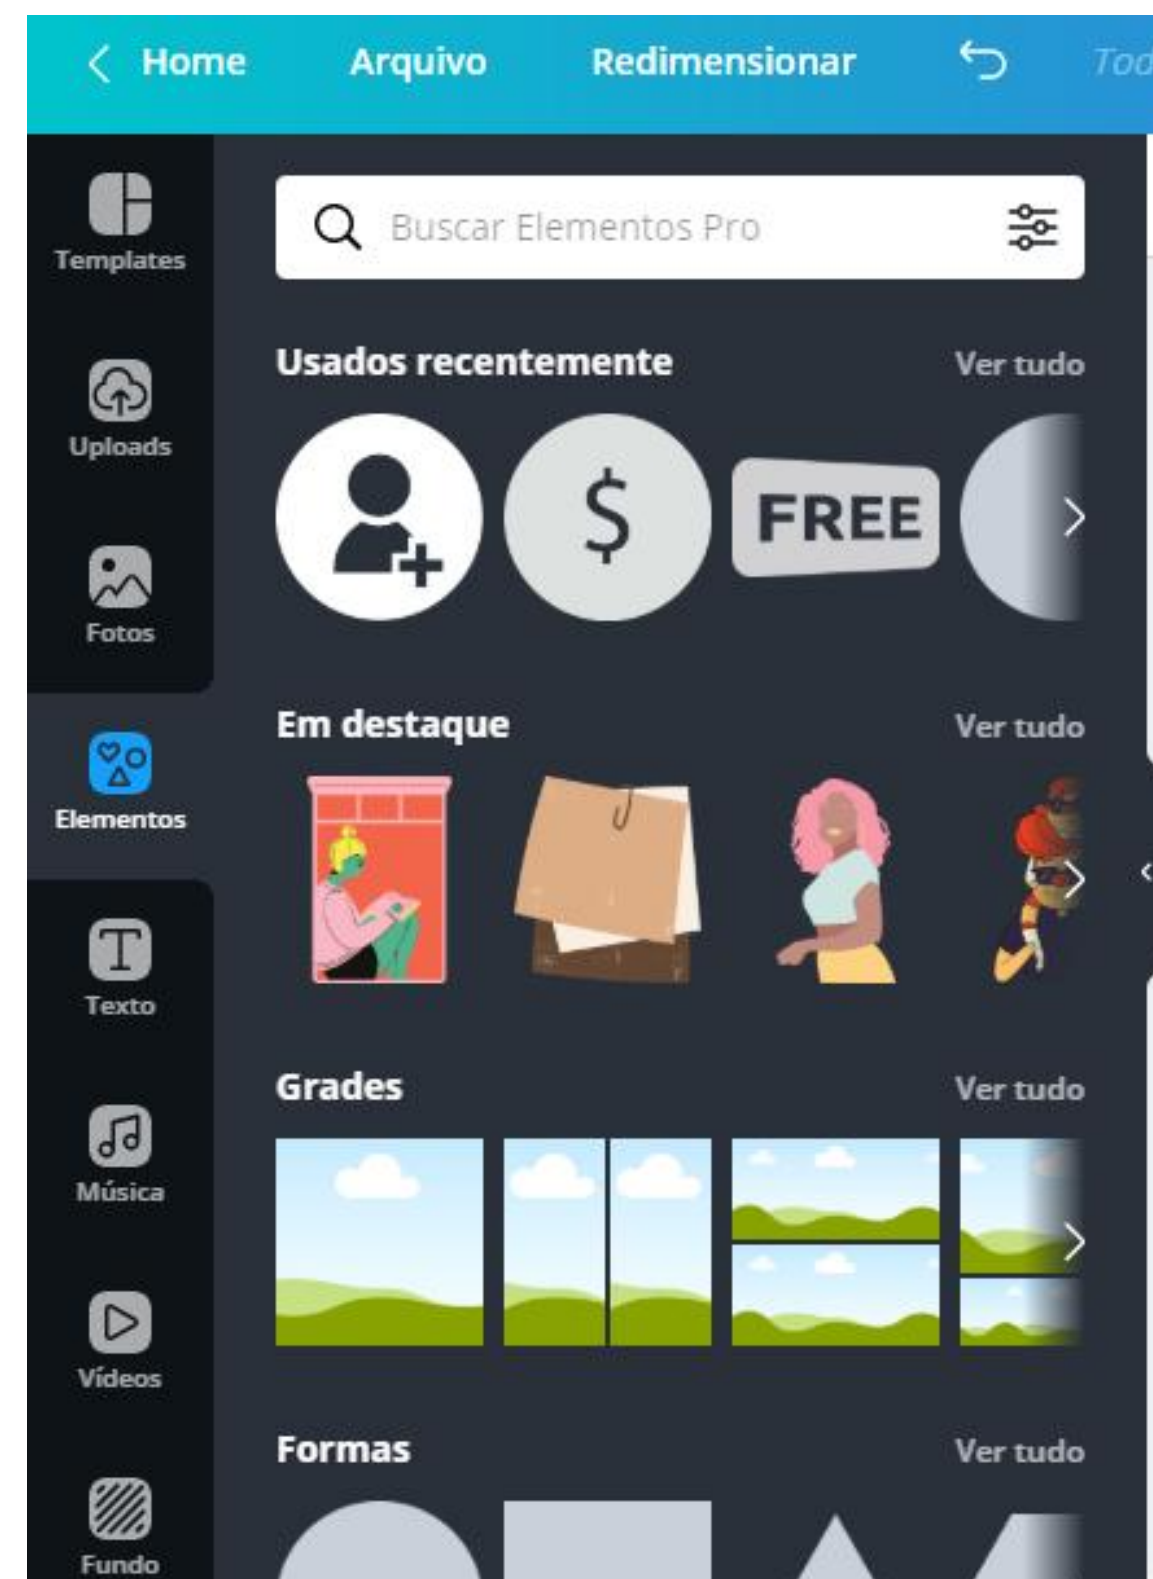 Home Arquivo Redimensionar Tod
Templates
Uploads
Fotos
Elementos
Texto
Música
Vídeos
Fundo
Buscar Elementos Pro
Usados recentemente Ver tudo
$ FREE
Em destaque Ver tudo
Grades Ver tudo
Formas Ver tudo